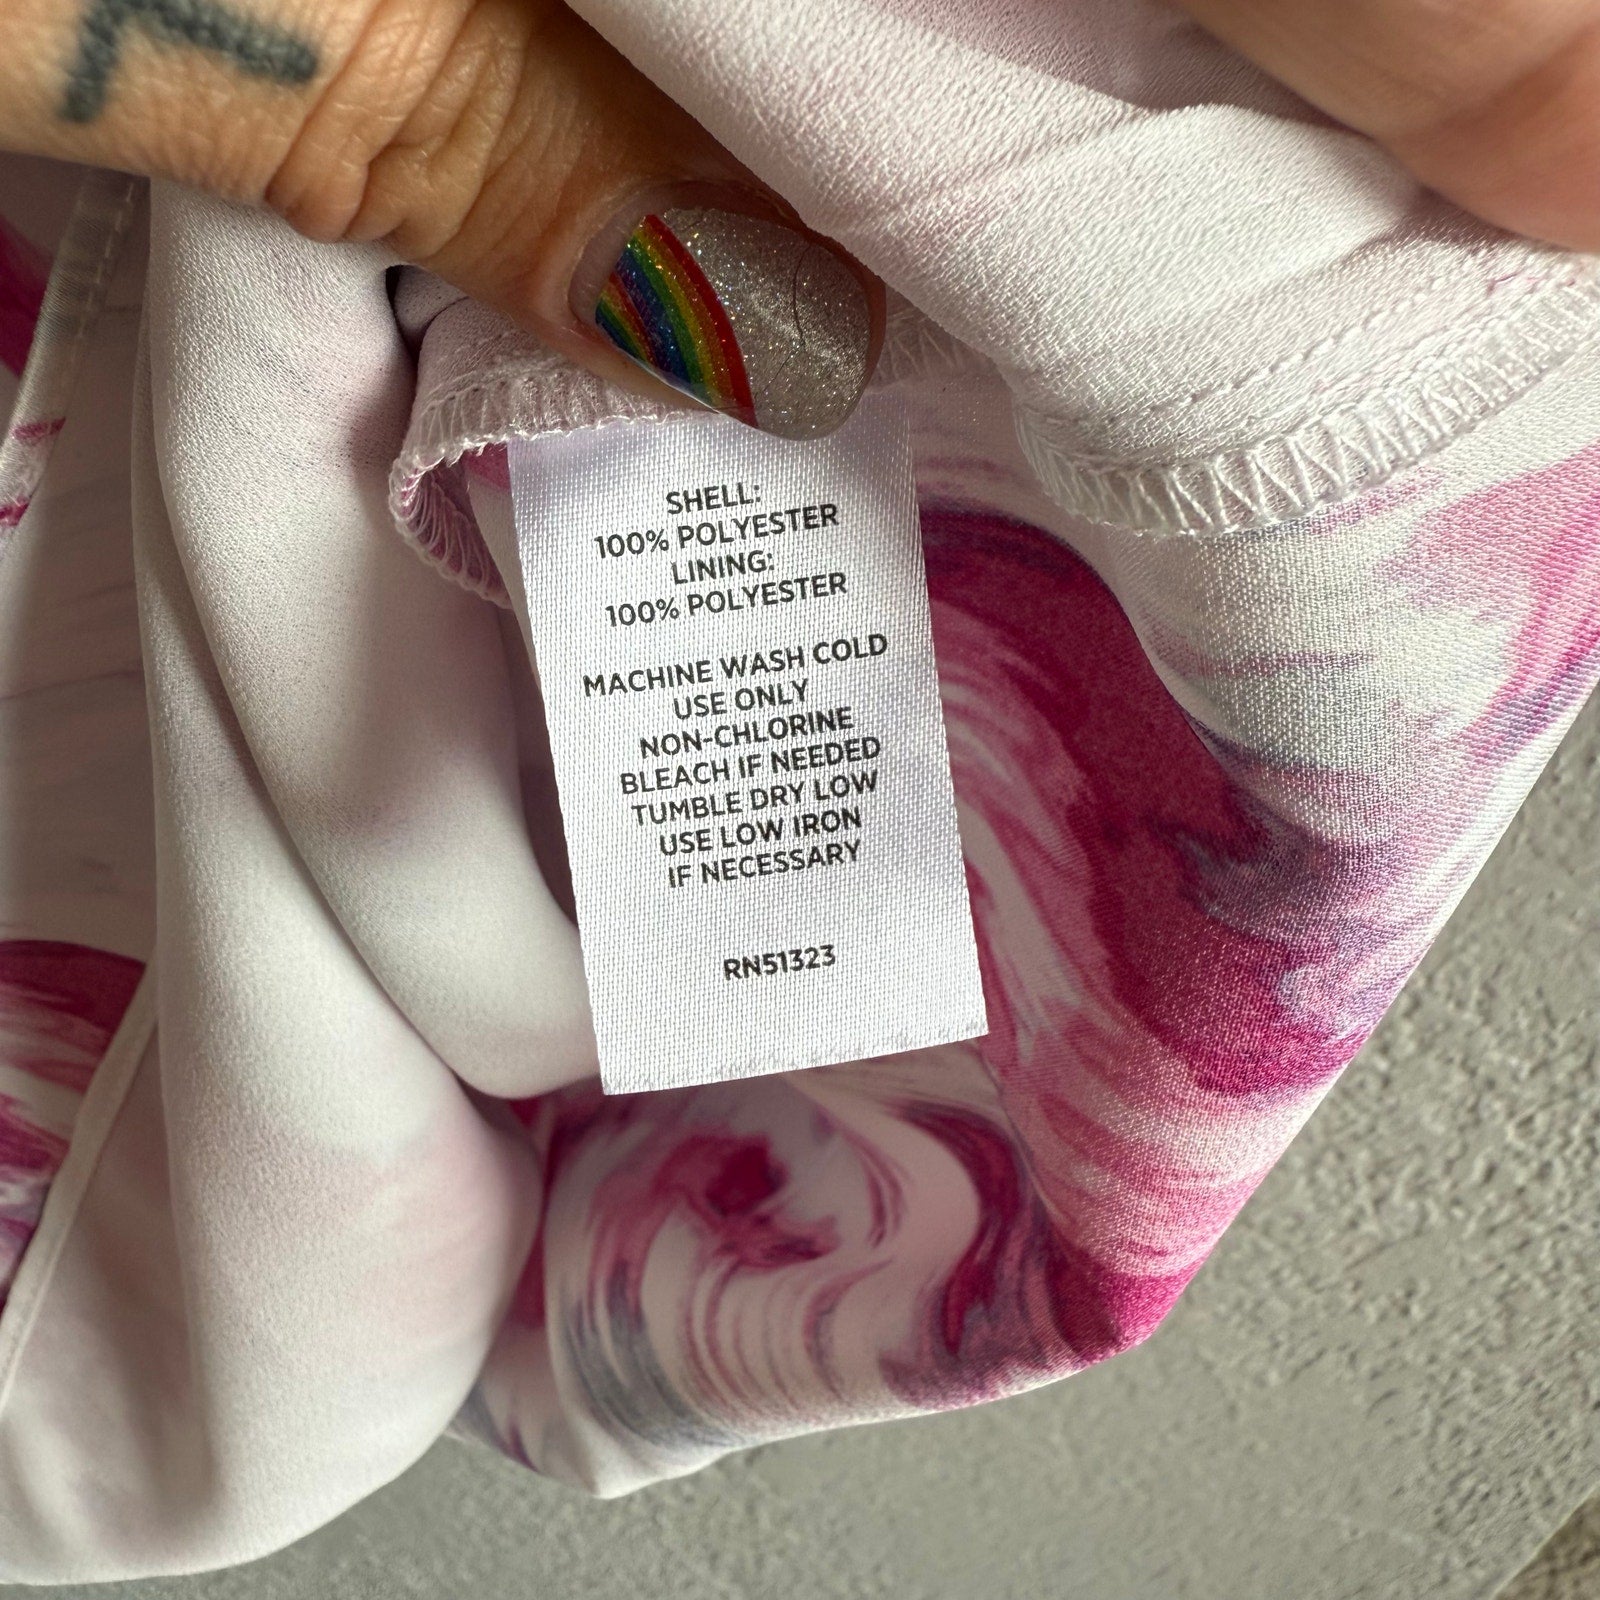 SHELL:
100% POLYESTER
LINING:
100% POLYESTER
MACHINE WASH COLD
USE ONLY
NON-CHLORINE
BLEACH IF NEEDED
TUMBLE DRY LOW
USE LOW IRON
IF NECESSARY
RN51323